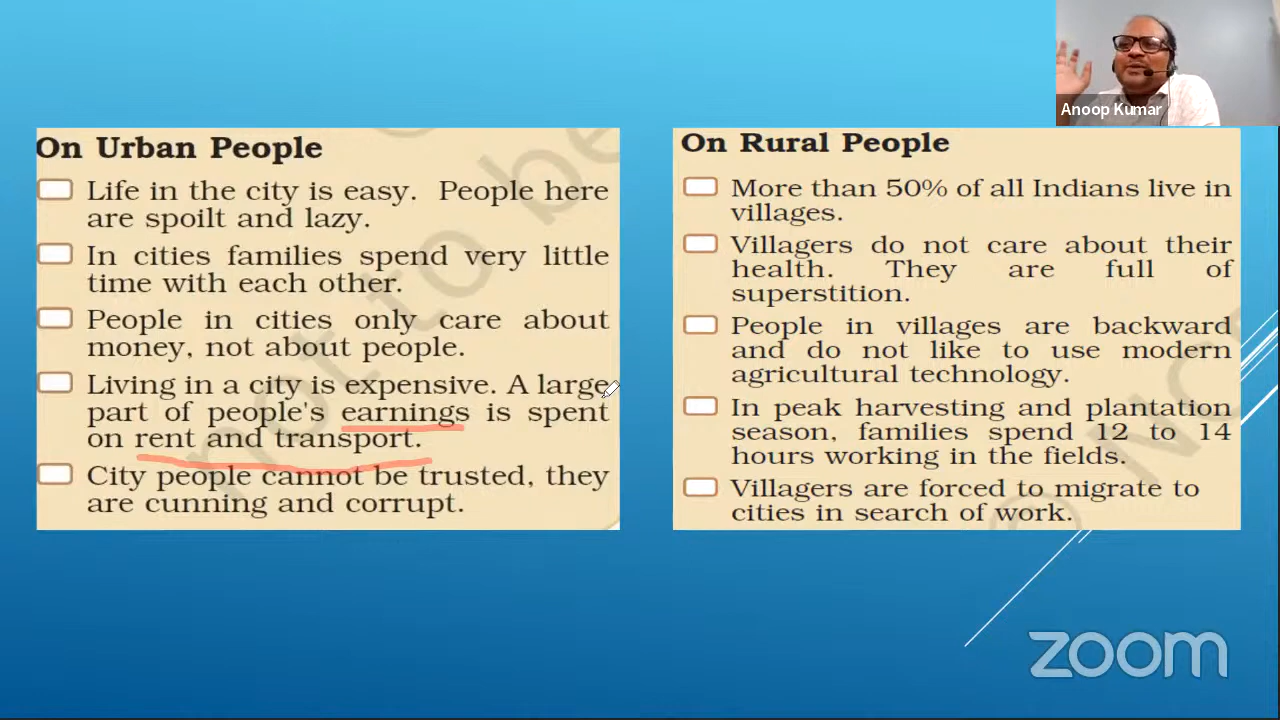 Anoop Kumar
On Urban People
Life in the city is easy. People here
are spoilt and lazy.
In cities families spend very little
time with each other.
People in cities only care about
money, not about people.
Living in a city is expensive. A large
part of people's earnings is spent
on rent and transport.
City people cannot be trusted, they
are cunning and corrupt.
On Rural People
More than 50% of all Indians live in
villages.
Villagers do not care about their
health. They are full of
superstition.
People in villages are backward
and do not like to use modern
agricultural technology.
In peak harvesting and plantation
season, families spend 12 to 14
hours working in the fields.
Villagers are forced to migrate to
cities in search of work.
not to be
© NC
zoom